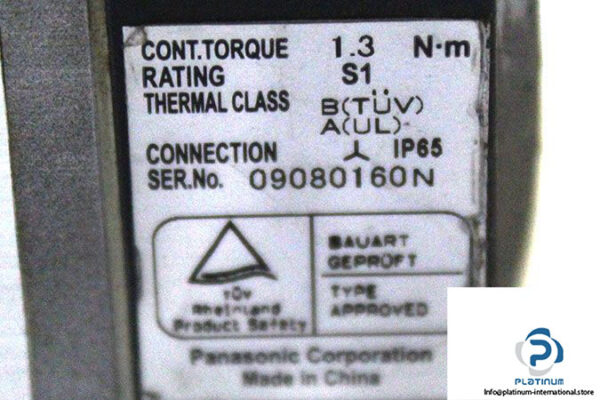 CONT.TORQUE 1.3 N·m
RATING S1
THERMAL CLASS B(TÜV)
A(UL)
CONNECTION IP65
SER.No. 09080160N
TÜV
Rheinland
Product Safety
BAUART
GEPRÜFT
TYPE
APPROVED
Panasonic Corporation
Made in China
PLATINUM
Info@platinum-international.store